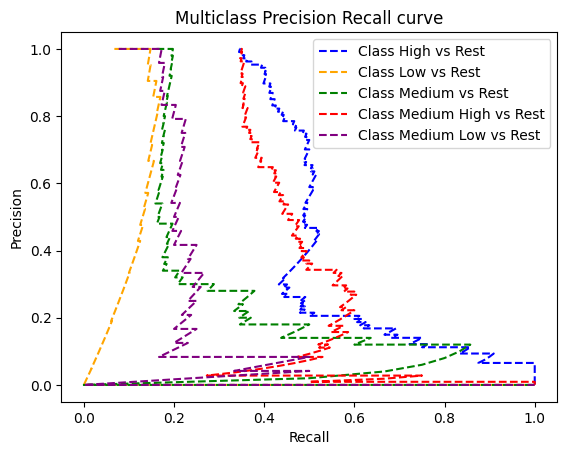 Multiclass Precision Recall curve
Class High vs Rest
Class Low vs Rest
Class Medium vs Rest
Class Medium High vs Rest
Class Medium Low vs Rest
Precision
1.0
0.8
0.6
0.4
0.2
0.0
0.0 0.2 0.4 0.6 0.8 1.0
Recall